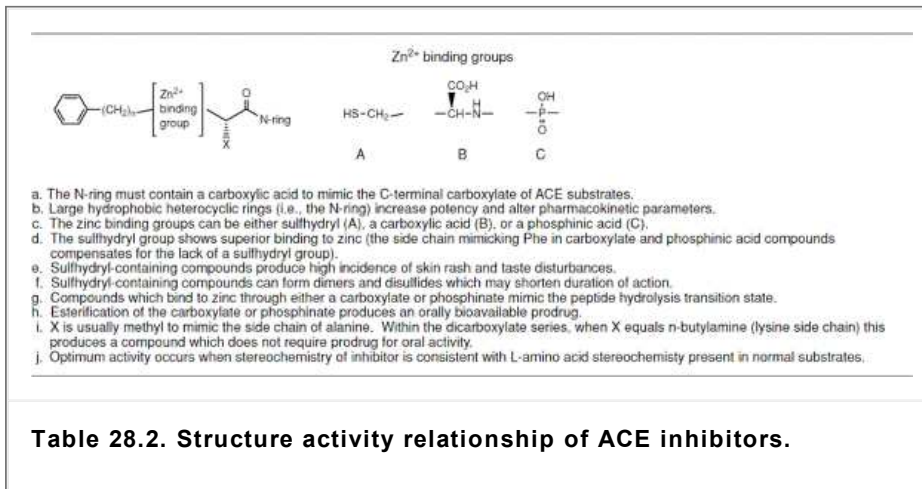 Zn²⁺ binding groups
Zn²⁺
binding
group
(CH₂)ₙ
O
N-ring
X
HS-CH₂
CO₂H
H
CH-N
OH
P
O
A B C
a. The N-ring must contain a carboxylic acid to mimic the C-terminal carboxylate of ACE substrates.
b. Large hydrophobic heterocyclic rings (i.e., the N-ring) increase potency and alter pharmacokinetic parameters.
c. The zinc binding groups can be either sulfhydryl (A), a carboxylic acid (B), or a phosphinic acid (C).
d. The sulfhydryl group shows superior binding to zinc (the side chain mimicking Phe in carboxylate and phosphinic acid compounds
compensates for the lack of a sulfhydryl group).
e. Sulfhydryl-containing compounds produce high incidence of skin rash and taste disturbances.
f. Sulfhydryl-containing compounds can form dimers and disulfides which may shorten duration of action.
g. Compounds which bind to zinc through either a carboxylate or phosphinate mimic the peptide hydrolysis transition state.
h. Esterification of the carboxylate or phosphinate produces an orally bioavailable prodrug.
i. X is usually methyl to mimic the side chain of alanine. Within the dicarboxylate series, when X equals n-butylamine (lysine side chain) this
produces a compound which does not require prodrug for oral activity.
j. Optimum activity occurs when stereochemistry of inhibitor is consistent with L-amino acid stereochemisty present in normal substrates.
Table 28.2. Structure activity relationship of ACE inhibitors.